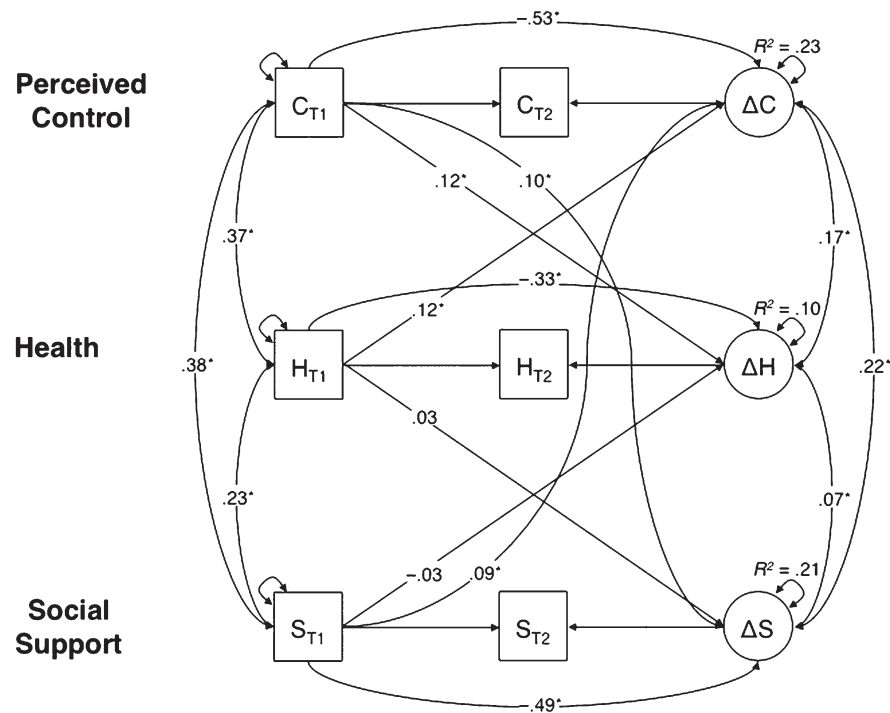 –.53*
R² = .23
Perceived
Control
C_T1
C_T2
ΔC
.12*
.10*
.37*
.17*
–.33*
.12*
R² = .10
Health
H_T1
H_T2
ΔH
.38*
.22*
.03
.23*
.07*
–.03
.09*
R² = .21
Social
Support
S_T1
S_T2
ΔS
–.49*